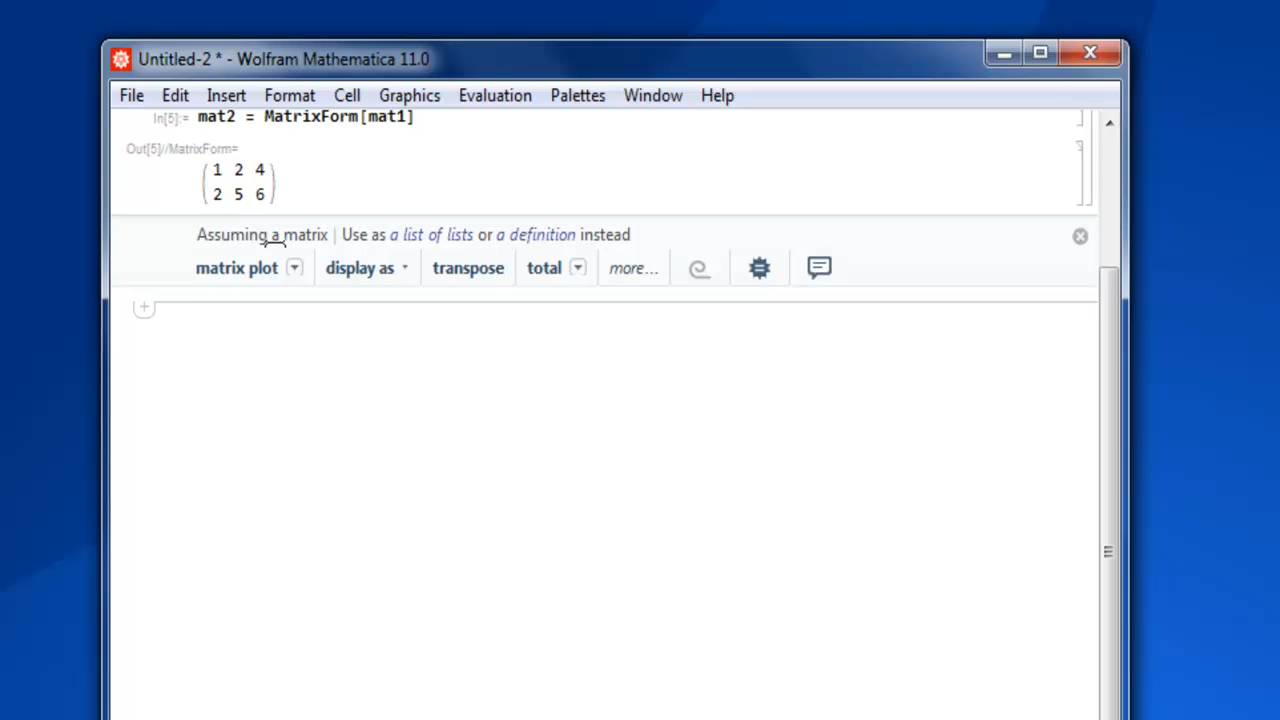 Untitled-2 * - Wolfram Mathematica 11.0
File Edit Insert Format Cell Graphics Evaluation Palettes Window Help
In[5]:= mat2 = MatrixForm[mat1]
Out[5]//MatrixForm=
1 2 4
2 5 6
Assuming a matrix | Use as a list of lists or a definition instead
matrix plot display as transpose total more...